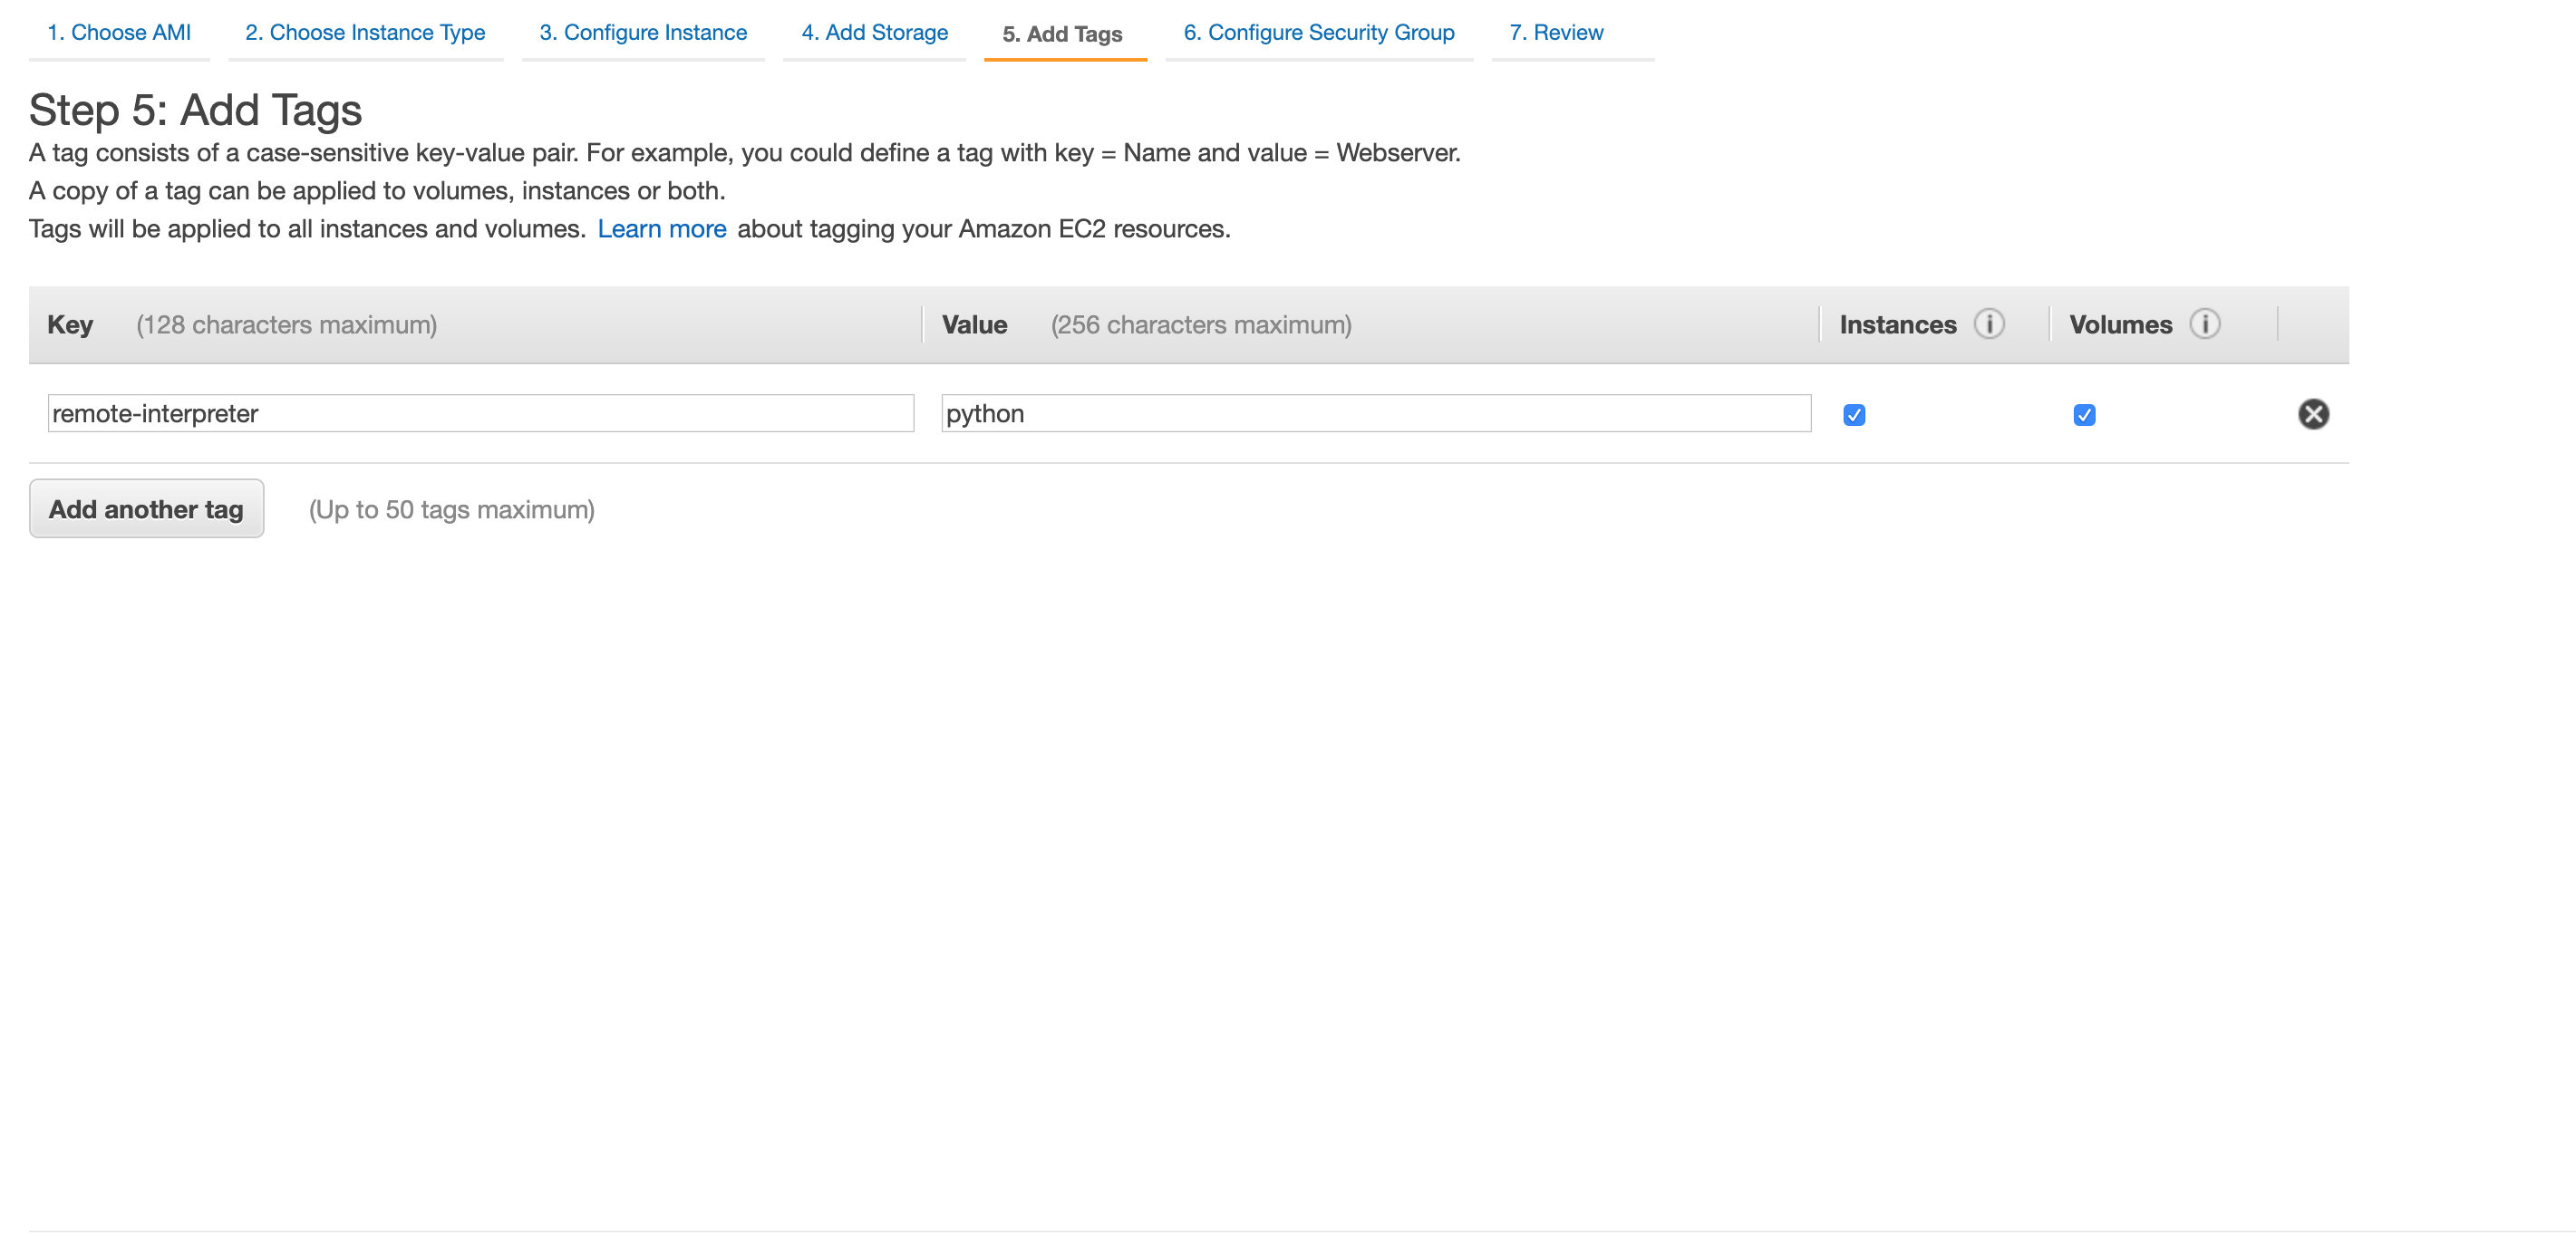 1. Choose AMI 2. Choose Instance Type 3. Configure Instance 4. Add Storage 5. Add Tags 6. Configure Security Group 7. Review
Step 5: Add Tags
A tag consists of a case-sensitive key-value pair. For example, you could define a tag with key = Name and value = Webserver.
A copy of a tag can be applied to volumes, instances or both.
Tags will be applied to all instances and volumes. Learn more about tagging your Amazon EC2 resources.
Key (128 characters maximum) Value (256 characters maximum) Instances i Volumes i
remote-interpreter python
Add another tag (Up to 50 tags maximum)